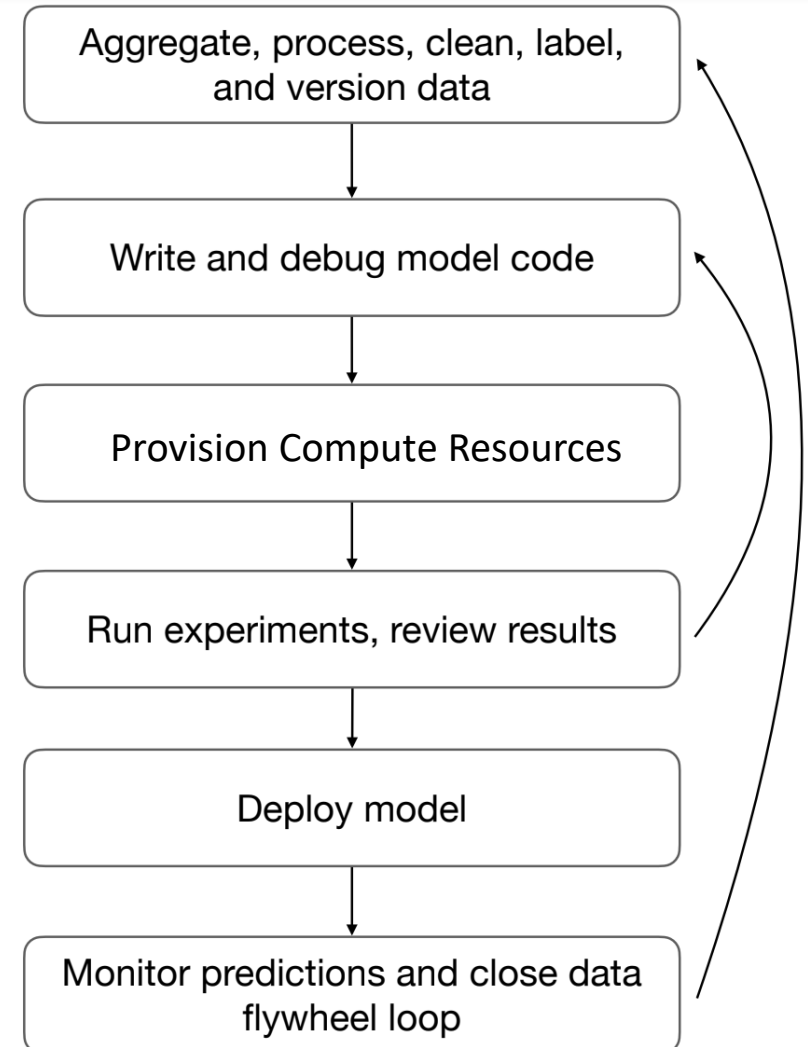 Aggregate, process, clean, label,
and version data
Write and debug model code
Provision Compute Resources
Run experiments, review results
Deploy model
Monitor predictions and close data
flywheel loop